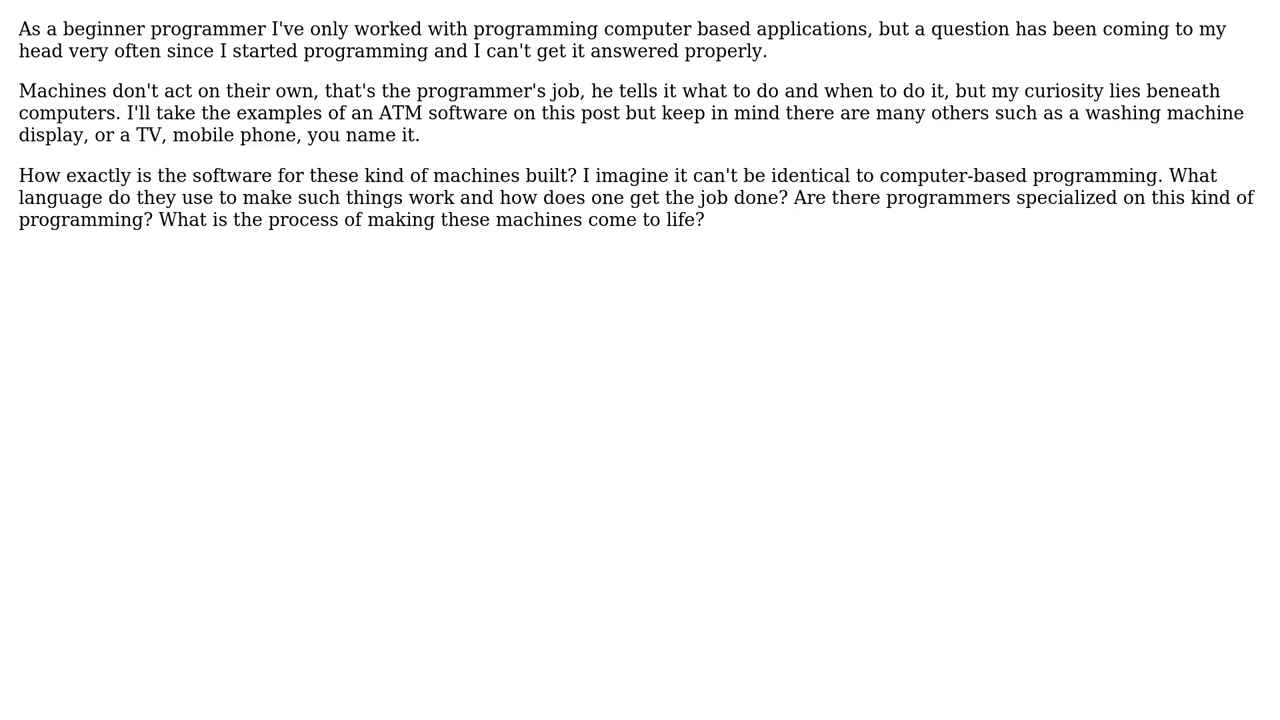 As a beginner programmer I've only worked with programming computer based applications, but a question has been coming to my
head very often since I started programming and I can't get it answered properly.
Machines don't act on their own, that's the programmer's job, he tells it what to do and when to do it, but my curiosity lies beneath
computers. I'll take the examples of an ATM software on this post but keep in mind there are many others such as a washing machine
display, or a TV, mobile phone, you name it.
How exactly is the software for these kind of machines built? I imagine it can't be identical to computer-based programming. What
language do they use to make such things work and how does one get the job done? Are there programmers specialized on this kind of
programming? What is the process of making these machines come to life?